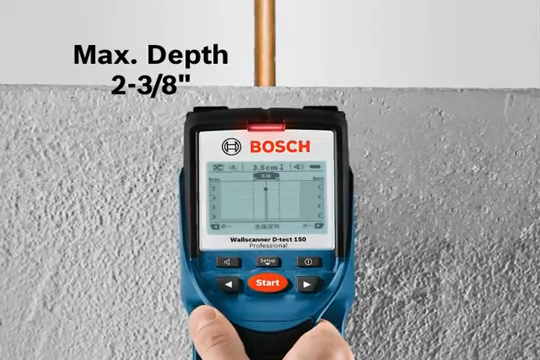 Max. Depth
2-3/8"
BOSCH
3.5cm
Wallscanner D-tect 150
Professional
Setup
Start